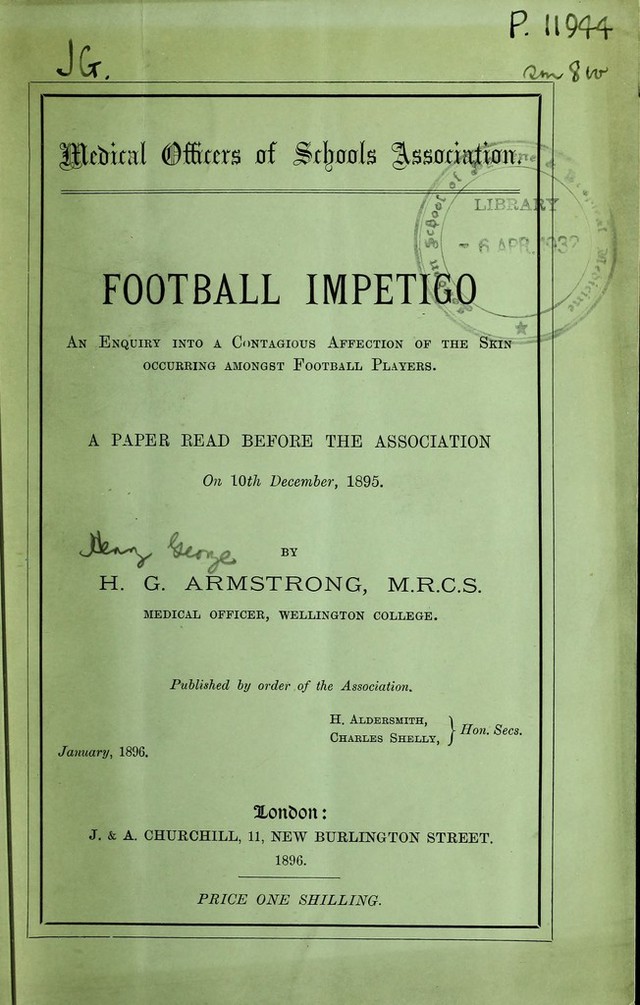 P. 11944
JG.
Medical Officers of Schools Association.
LIBRARY
- 6 APR. 1937
FOOTBALL IMPETIGO
An Enquiry into a Contagious Affection of the Skin
occurring amongst Football Players.
A PAPER READ BEFORE THE ASSOCIATION
On 10th December, 1895.
Henry George
BY
H. G. ARMSTRONG, M.R.C.S.
MEDICAL OFFICER, WELLINGTON COLLEGE.
Published by order of the Association.
H. Aldersmith,
Charles Shelly, } Hon. Secs.
January, 1896.
London:
J. & A. CHURCHILL, 11, NEW BURLINGTON STREET.
1896.
PRICE ONE SHILLING.